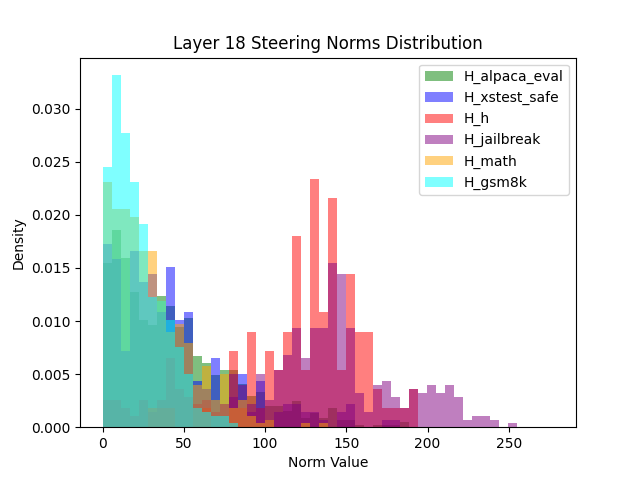 Layer 18 Steering Norms Distribution
H_alpaca_eval
H_xstest_safe
H_h
H_jailbreak
H_math
H_gsm8k
Density
0.030
0.025
0.020
0.015
0.010
0.005
0.000
0
50
100
150
200
250
Norm Value